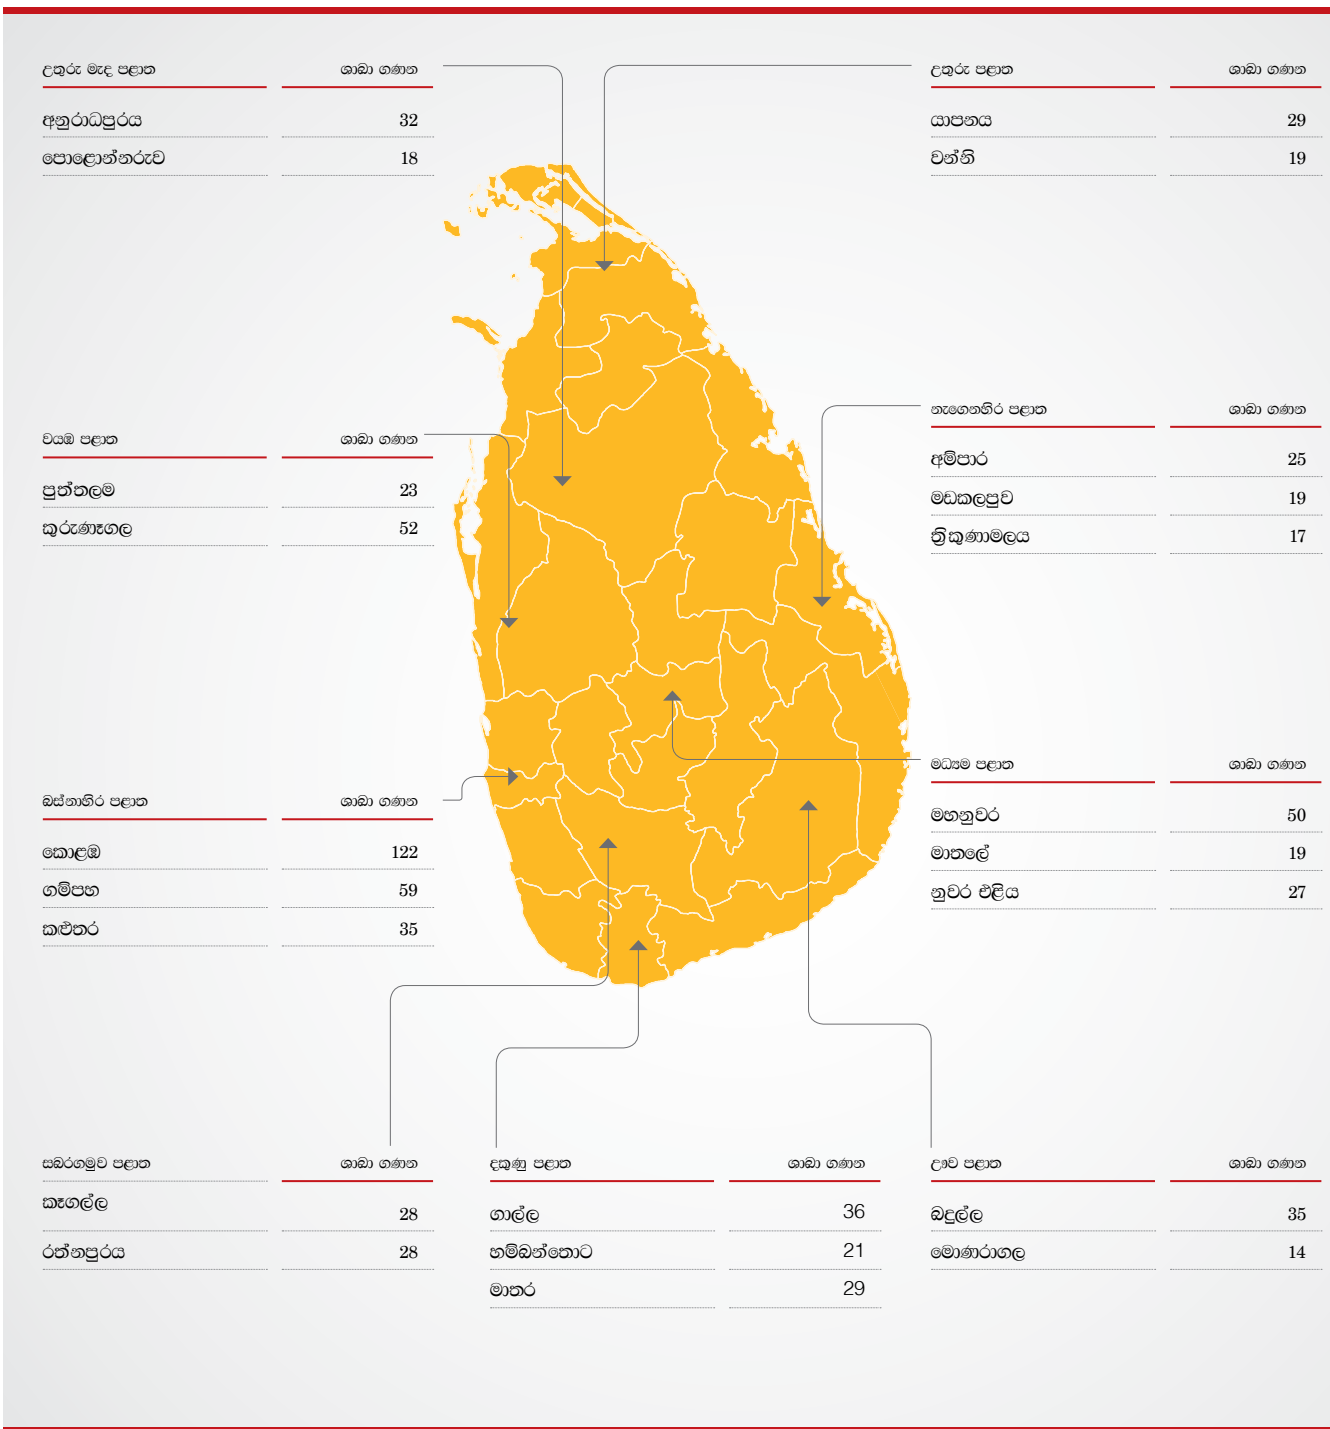 උතුරු මැද පළාත ශාඛා ගණන
අනුරාධපුරය 32
පොළොන්නරුව 18
උතුරු පළාත ශාඛා ගණන
යාපනය 29
වන්නි 19
වයඹ පළාත ශාඛා ගණන
පුත්තලම 23
කුරුණෑගල 52
නැගෙනහිර පළාත ශාඛා ගණන
අම්පාර 25
මඩකලපුව 19
ත්‍රිකුණාමලය 17
බස්නාහිර පළාත ශාඛා ගණන
කොළඹ 122
ගම්පහ 59
කළුතර 35
මධ්‍යම පළාත ශාඛා ගණන
මහනුවර 50
මාතලේ 19
නුවර එළිය 27
සබරගමුව පළාත ශාඛා ගණන
කෑගල්ල 28
රත්නපුරය 28
දකුණු පළාත ශාඛා ගණන
ගාල්ල 36
හම්බන්තොට 21
මාතර 29
ඌව පළාත ශාඛා ගණන
බදුල්ල 35
මොණරාගල 14